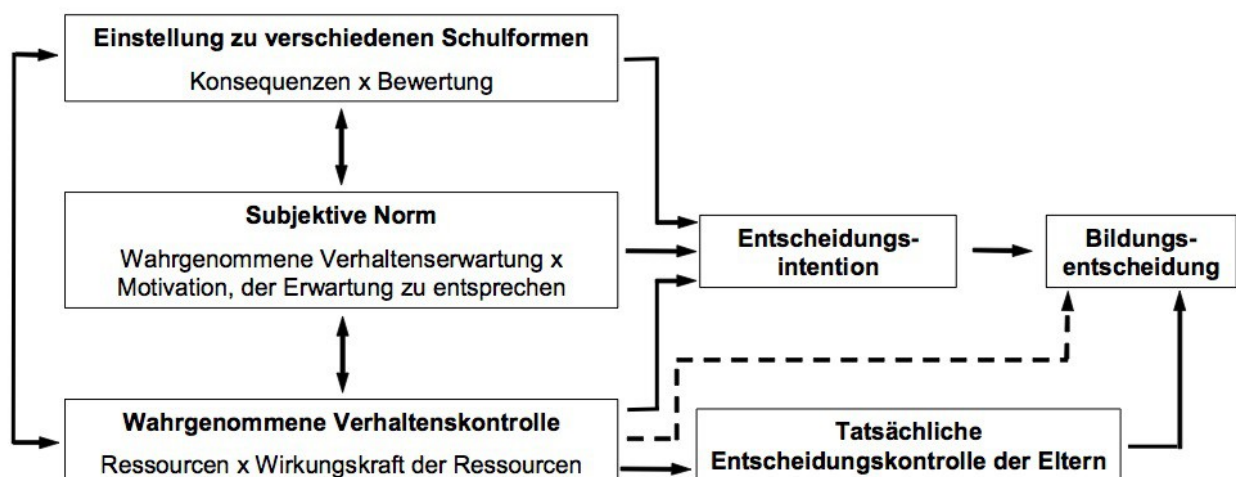 Einstellung zu verschiedenen Schulformen
Konsequenzen x Bewertung
Subjektive Norm
Wahrgenommene Verhaltenserwartung x
Motivation, der Erwartung zu entsprechen
Entscheidungs-
intention
Bildungs-
entscheidung
Wahrgenommene Verhaltenskontrolle
Ressourcen x Wirkungskraft der Ressourcen
Tatsächliche
Entscheidungskontrolle der Eltern